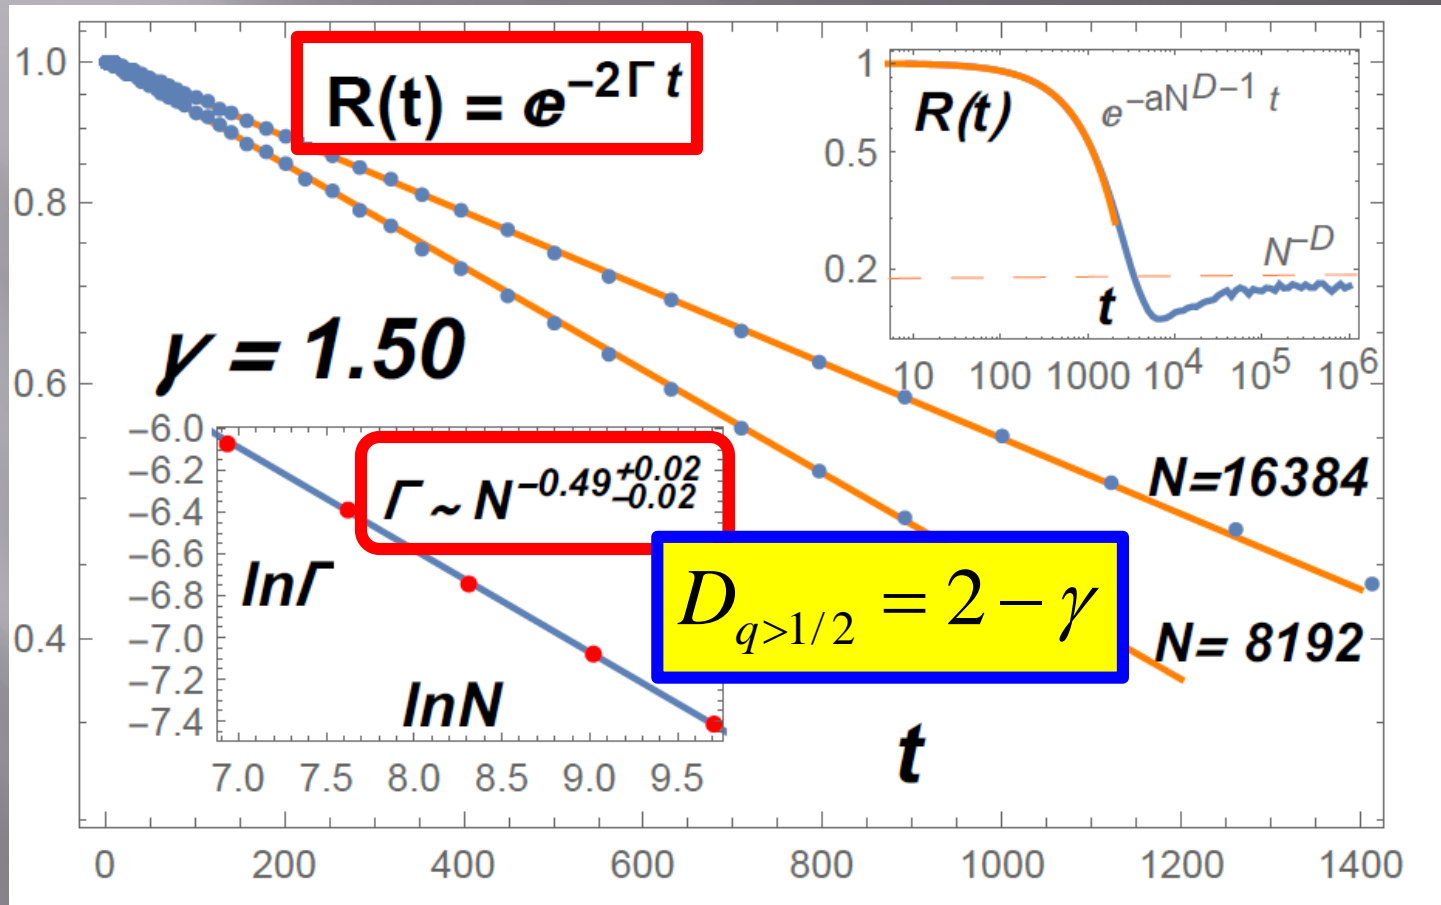 R(t) = e^{−2Γt}
1.0
0.8
0.6
0.4
γ = 1.50
N=16384
N= 8192
t
0 200 400 600 800 1000 1200 1400
1
0.5
0.2
R(t)
e^{−aN^{D−1} t}
N^{−D}
t
10 100 1000 10^4 10^5 10^6
−6.0
−6.2
−6.4
−6.6
−6.8
−7.0
−7.2
−7.4
Γ ~ N^{−0.49^{+0.02}_{−0.02}}
lnΓ
lnN
7.0 7.5 8.0 8.5 9.0 9.5
D_{q>1/2} = 2 − γ